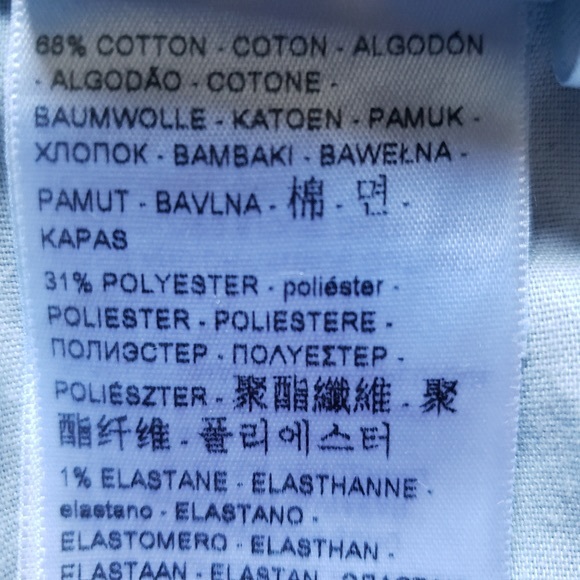 68% COTTON - COTON - ALGODÓN
- ALGODÃO - COTONE -
BAUMWOLLE - KATOEN - PAMUK -
ХЛОПОК - BAMBAKI - BAWEŁNA -
PAMUT - BAVLNA - 棉 - 면 -
KAPAS
31% POLYESTER - poliéster -
POLIESTER - POLIESTERE -
ПОЛИЭСТЕР - ΠΟΛΥΕΣΤΕΡ -
POLIÉSZTER - 聚酯纖維 - 聚
酯纤维 - 폴리에스터
1% ELASTANE - ELASTHANNE -
elastano - ELASTANO -
ELASTOMERO - ELASTHAN -
ELASTAAN - ELASTAN -